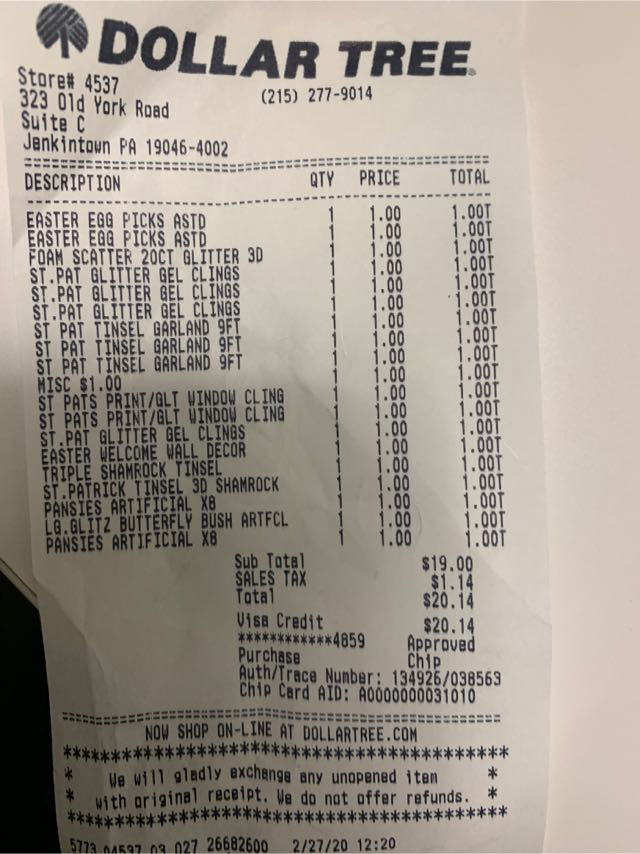 DOLLAR TREE
Store# 4537
323 Old York Road
(215) 277-9014
Suite C
Jenkintown PA 19046-4002
==================================================
DESCRIPTION QTY PRICE TOTAL
--------------------------------------------------
EASTER EGG PICKS ASTD 1 1.00 1.00T
EASTER EGG PICKS ASTD 1 1.00 1.00T
FOAM SCATTER 20CT GLITTER 3D 1 1.00 1.00T
ST.PAT GLITTER GEL CLINGS 1 1.00 1.00T
ST.PAT GLITTER GEL CLINGS 1 1.00 1.00T
ST.PAT GLITTER GEL CLINGS 1 1.00 1.00T
ST PAT TINSEL GARLAND 9FT 1 1.00 1.00T
ST PAT TINSEL GARLAND 9FT 1 1.00 1.00T
ST PAT TINSEL GARLAND 9FT 1 1.00 1.00T
MISC $1.00 1 1.00 1.00T
ST PATS PRINT/GLT WINDOW CLING 1 1.00 1.00T
ST PATS PRINT/GLT WINDOW CLING 1 1.00 1.00T
ST.PAT GLITTER GEL CLINGS 1 1.00 1.00T
EASTER WELCOME WALL DECOR 1 1.00 1.00T
TRIPLE SHAMROCK TINSEL 1 1.00 1.00T
ST.PATRICK TINSEL 3D SHAMROCK 1 1.00 1.00T
PANSIES ARTIFICIAL X8 1 1.00 1.00T
LG.GLITZ BUTTERFLY BUSH ARTFCL 1 1.00 1.00T
PANSIES ARTIFICIAL X8 1 1.00 1.00T
Sub Total $19.00
SALES TAX $1.14
Total $20.14
Visa Credit $20.14
************4859 Approved
Purchase Chip
Auth/Trace Number: 134926/038563
Chip Card AID: A0000000031010
==================================================
NOW SHOP ON-LINE AT DOLLARTREE.COM
******************************************
* We will gladly exchange any unopened item *
* with original receipt. We do not offer refunds. *
******************************************
5773 04537 03 027 26682600 2/27/20 12:20